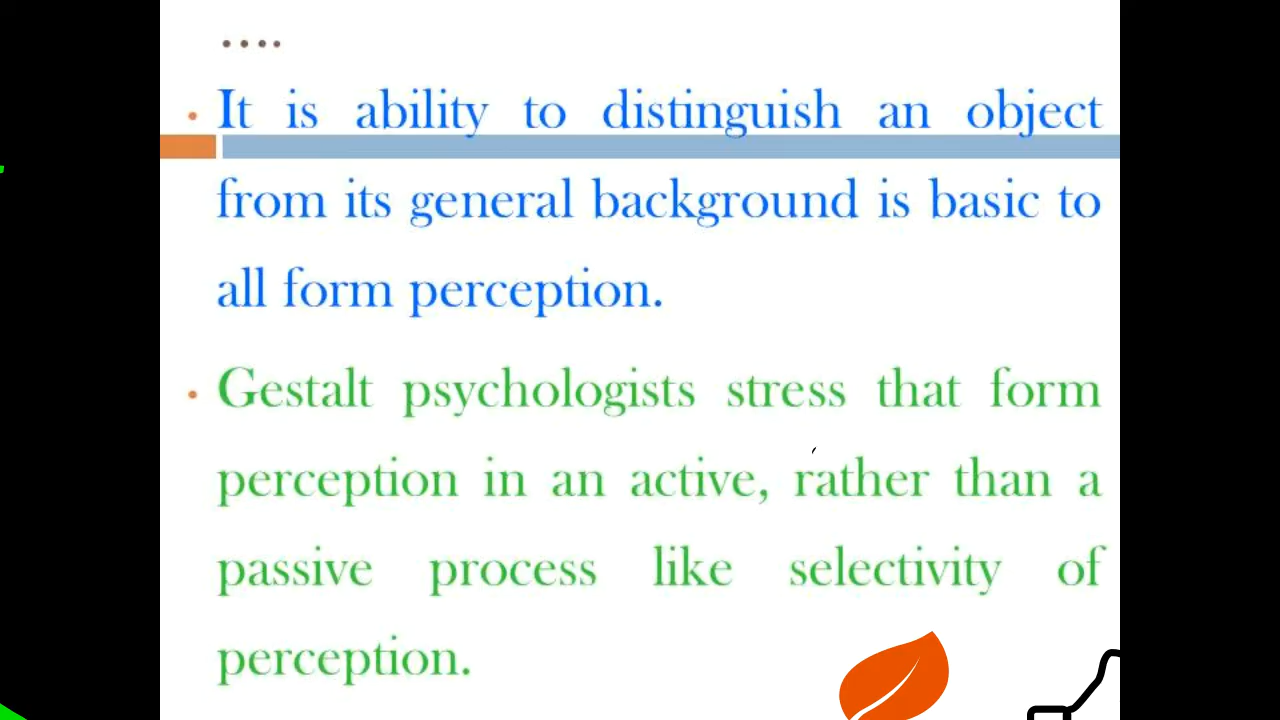 ....
• It is ability to distinguish an object
from its general background is basic to
all form perception.
• Gestalt psychologists stress that form
perception in an active, rather than a
passive process like selectivity of
perception.